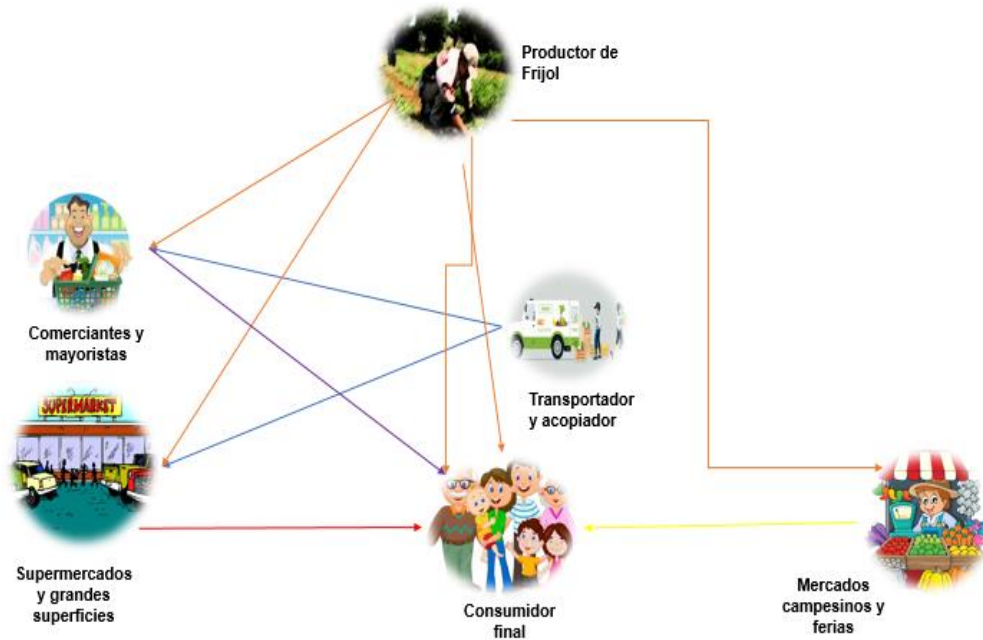 Productor de
Frijol
Comerciantes y
mayoristas
Transportador
y acopiador
SUPERMARKET
Supermercados
y grandes
superficies
Consumidor
final
Mercados
campesinos y
ferias